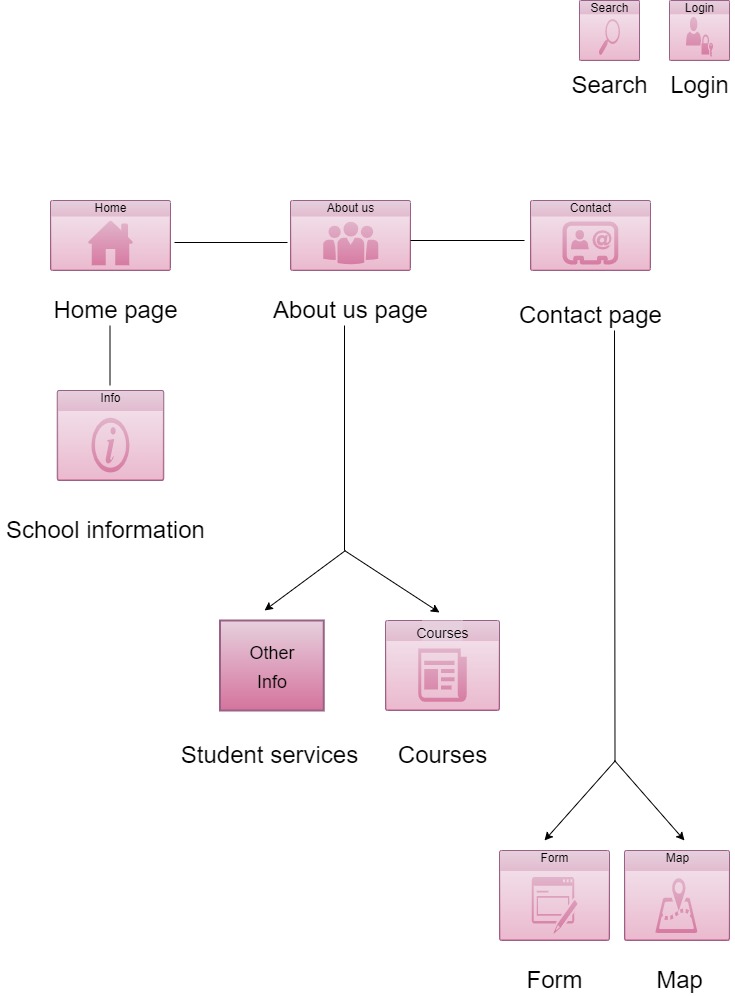 Search
Login
Search
Login
Home
About us
Contact
Home page
About us page
Contact page
Info
School information
Other
Info
Courses
Student services
Courses
Form
Map
Form
Map